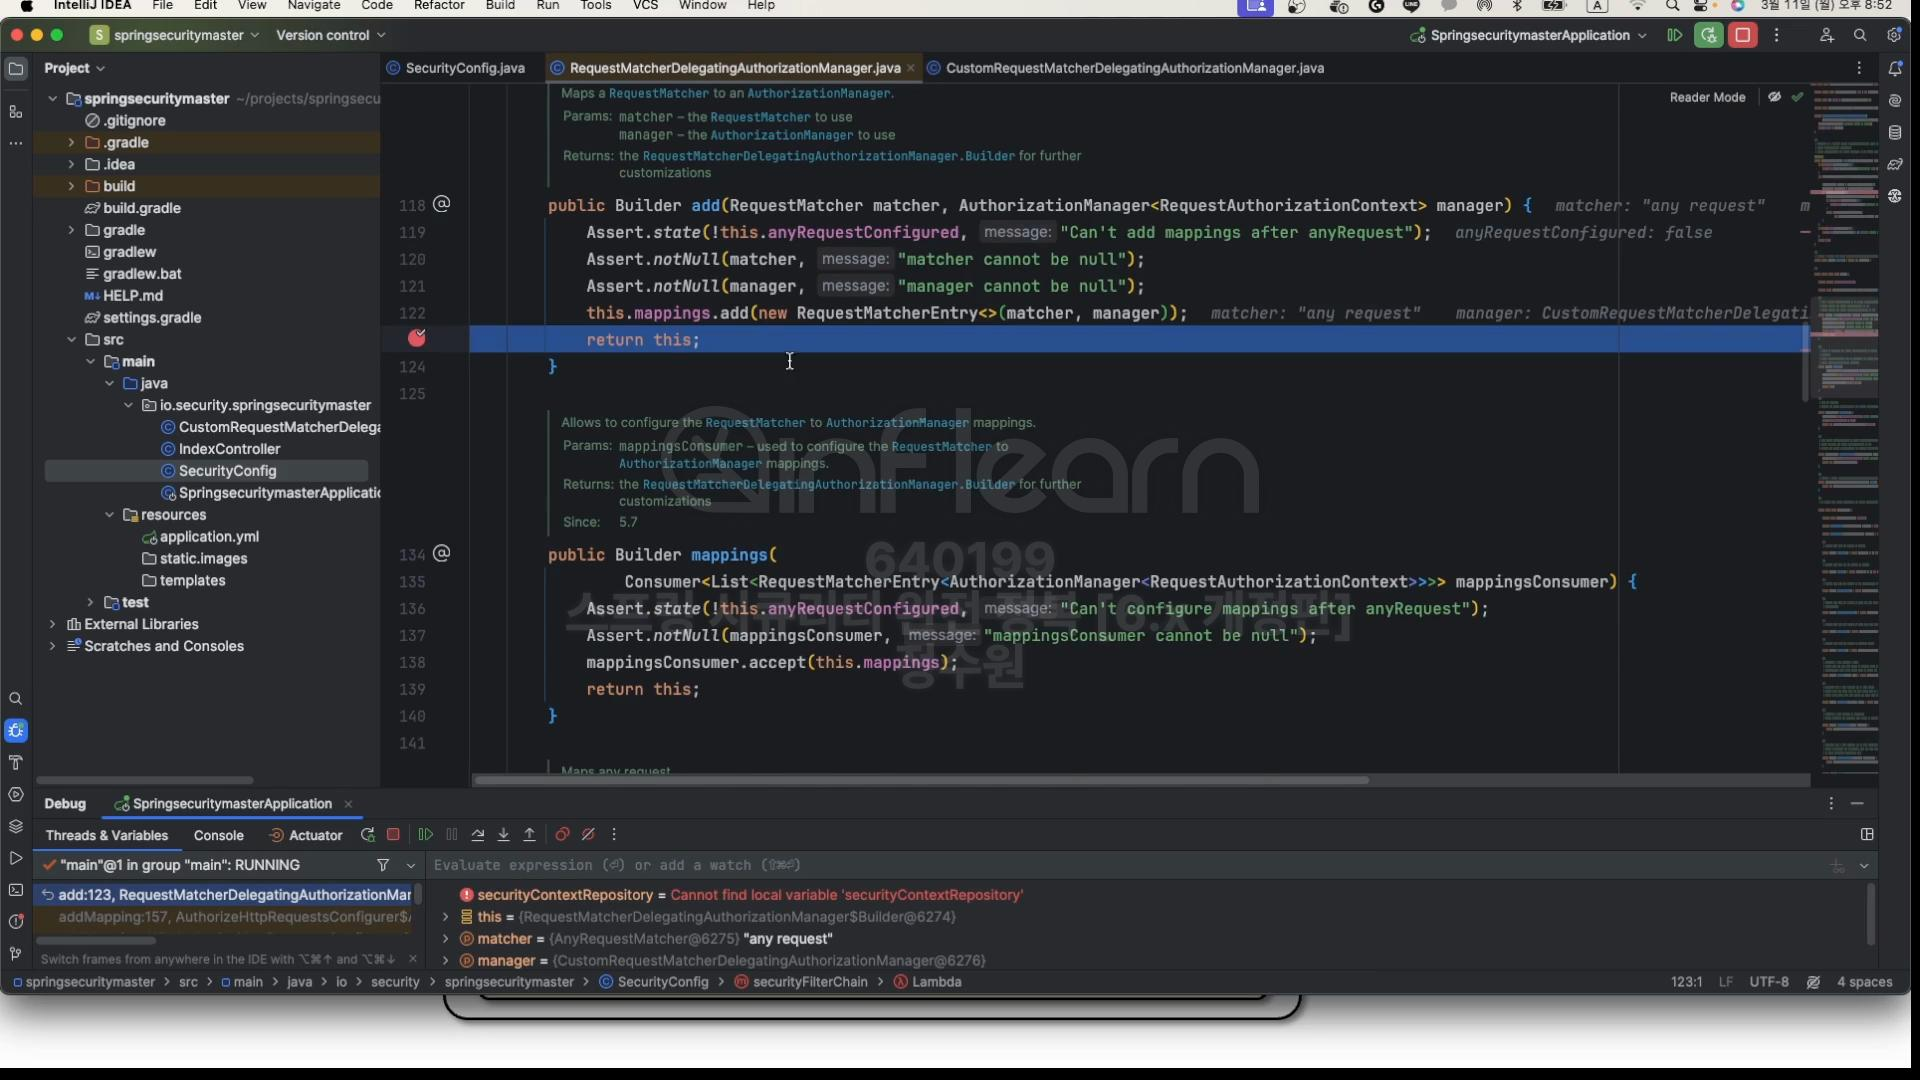 IntelliJ IDEA File Edit View Navigate Code Refactor Build Run Tools VCS Window Help A 3월 11일 (월) 오후 8:52
S springsecuritymaster Version control SpringsecuritymasterApplication
Project SecurityConfig.java RequestMatcherDelegatingAuthorizationManager.java CustomRequestMatcherDelegatingAuthorizationManager.java
Reader Mode
springsecuritymaster ~/projects/springsecu
.gitignore
.gradle
.idea
build
build.gradle
gradle
gradlew
gradlew.bat
HELP.md
settings.gradle
src
main
java
io.security.springsecuritymaster
CustomRequestMatcherDelega
IndexController
SecurityConfig
SpringsecuritymasterApplicatio
resources
application.yml
static.images
templates
test
External Libraries
Scratches and Consoles
Maps a RequestMatcher to an AuthorizationManager.
Params: matcher – the RequestMatcher to use
manager – the AuthorizationManager to use
Returns: the RequestMatcherDelegatingAuthorizationManager.Builder for further
customizations
118 public Builder add(RequestMatcher matcher, AuthorizationManager<RequestAuthorizationContext> manager) { matcher: "any request" m
119 Assert.state(!this.anyRequestConfigured, message: "Can't add mappings after anyRequest"); anyRequestConfigured: false
120 Assert.notNull(matcher, message: "matcher cannot be null");
121 Assert.notNull(manager, message: "manager cannot be null");
122 this.mappings.add(new RequestMatcherEntry<>(matcher, manager)); matcher: "any request" manager: CustomRequestMatcherDelegati
return this;
124 }
125
Allows to configure the RequestMatcher to AuthorizationManager mappings.
Params: mappingsConsumer – used to configure the RequestMatcher to
AuthorizationManager mappings.
Returns: the RequestMatcherDelegatingAuthorizationManager.Builder for further
customizations
Since: 5.7
134 public Builder mappings(
135 Consumer<List<RequestMatcherEntry<AuthorizationManager<RequestAuthorizationContext>>>> mappingsConsumer) {
136 Assert.state(!this.anyRequestConfigured, message: "Can't configure mappings after anyRequest");
137 Assert.notNull(mappingsConsumer, message: "mappingsConsumer cannot be null");
138 mappingsConsumer.accept(this.mappings);
139 return this;
140 }
141
Maps any request
inflearn
640199
스프링 시큐리티 완전 정복 [6.x 개정판]
정수원
Debug SpringsecuritymasterApplication
Threads & Variables Console Actuator
"main"@1 in group "main": RUNNING Evaluate expression (⏎) or add a watch (⇧⌘⏎)
add:123, RequestMatcherDelegatingAuthorizationMar
addMapping:157, AuthorizeHttpRequestsConfigurer$/
Switch frames from anywhere in the IDE with ⌥⌘↑ and ⌥⌘↓
securityContextRepository = Cannot find local variable 'securityContextRepository'
this = {RequestMatcherDelegatingAuthorizationManager$Builder@6274}
matcher = {AnyRequestMatcher@6275} "any request"
manager = {CustomRequestMatcherDelegatingAuthorizationManager@6276}
springsecuritymaster > src > main > java > io > security > springsecuritymaster > SecurityConfig > securityFilterChain > Lambda 123:1 LF UTF-8 4 spaces